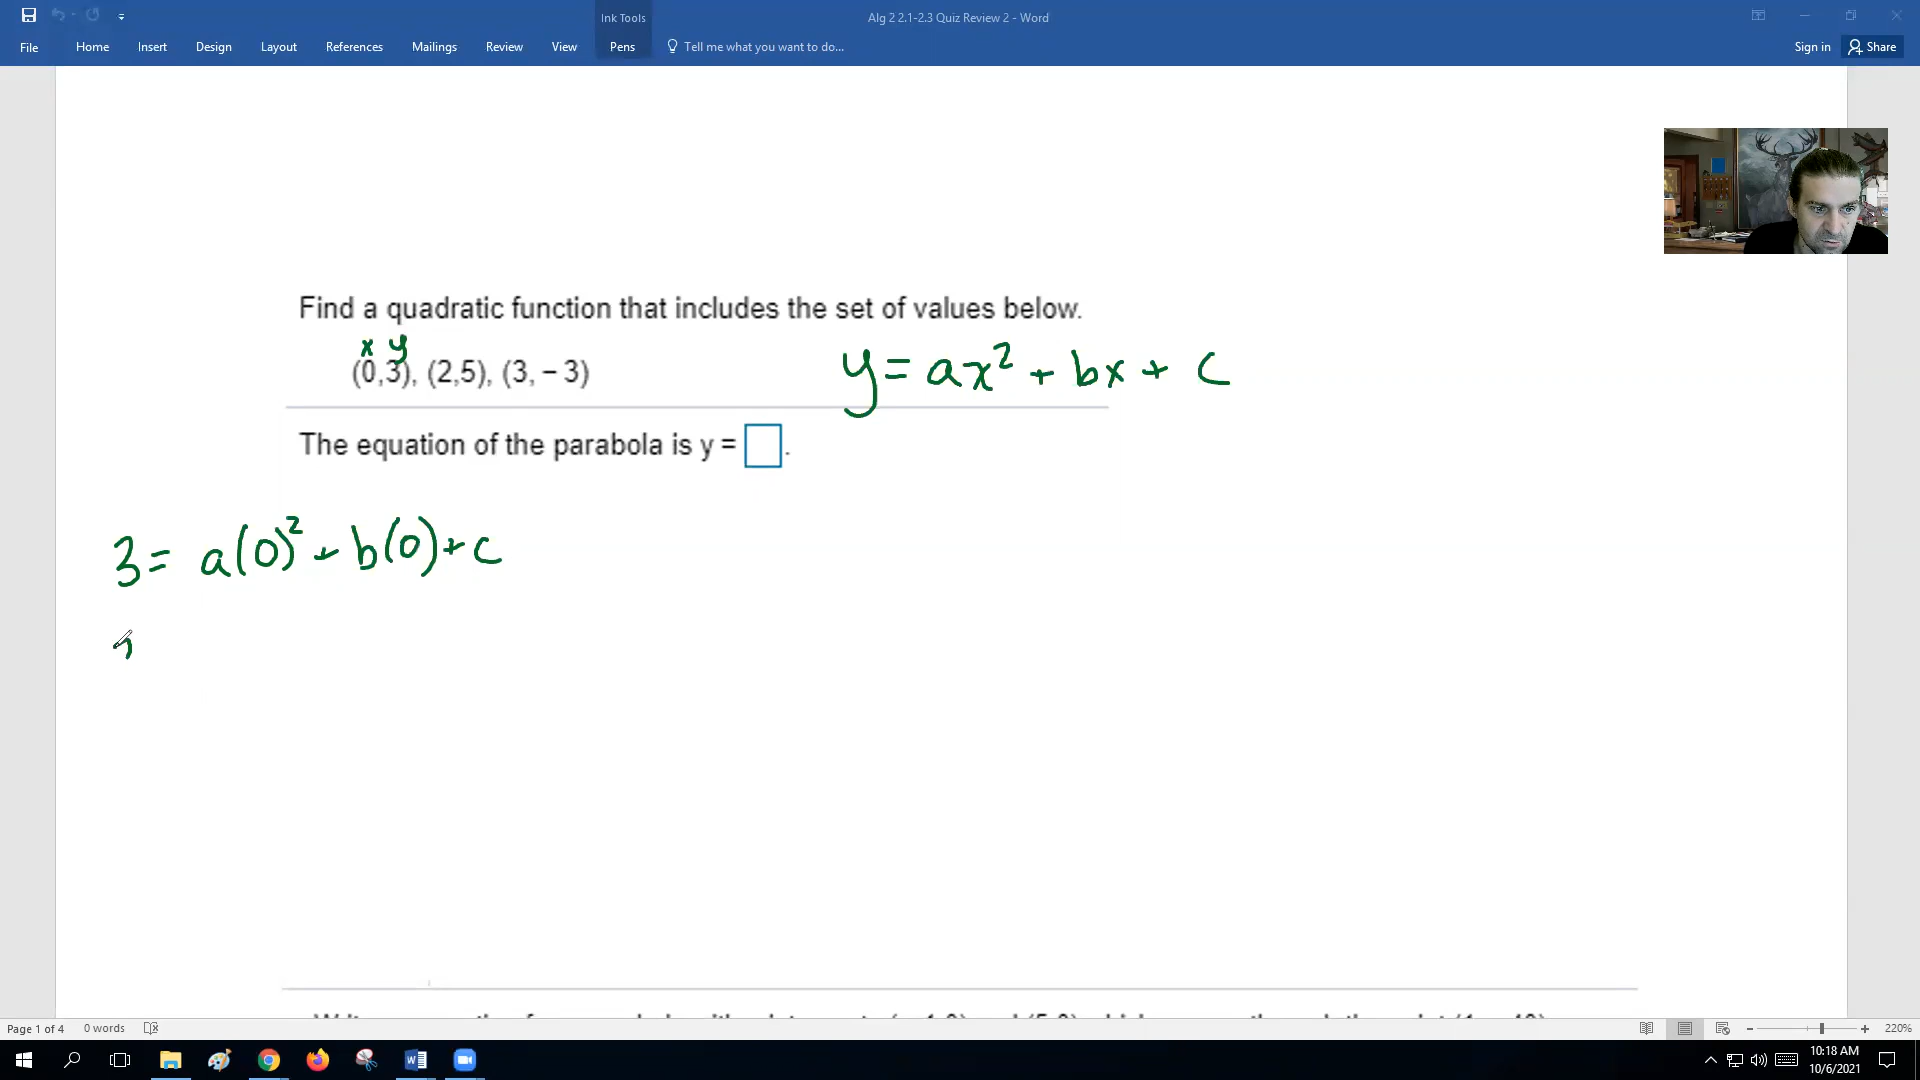 Ink Tools
Alg 2 2.1-2.3 Quiz Review 2 - Word
File Home Insert Design Layout References Mailings Review View Pens Tell me what you want to do... Sign in Share
Find a quadratic function that includes the set of values below.
x y
(0,3), (2,5), (3, − 3)
y = ax² + bx + c
The equation of the parabola is y = .
3 = a(0)² + b(0) + c
Page 1 of 4 0 words 220%
10:18 AM
10/6/2021